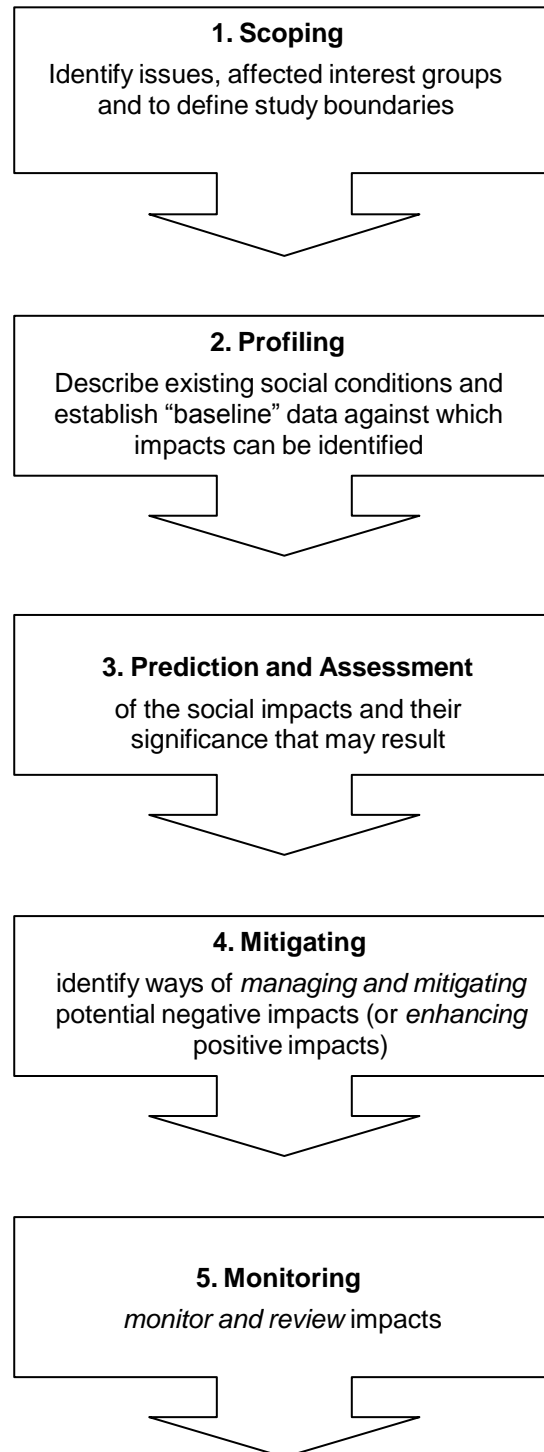 1. Scoping
Identify issues, affected interest groups
and to define study boundaries
2. Profiling
Describe existing social conditions and
establish “baseline” data against which
impacts can be identified
3. Prediction and Assessment
of the social impacts and their
significance that may result
4. Mitigating
identify ways of managing and mitigating
potential negative impacts (or enhancing
positive impacts)
5. Monitoring
monitor and review impacts